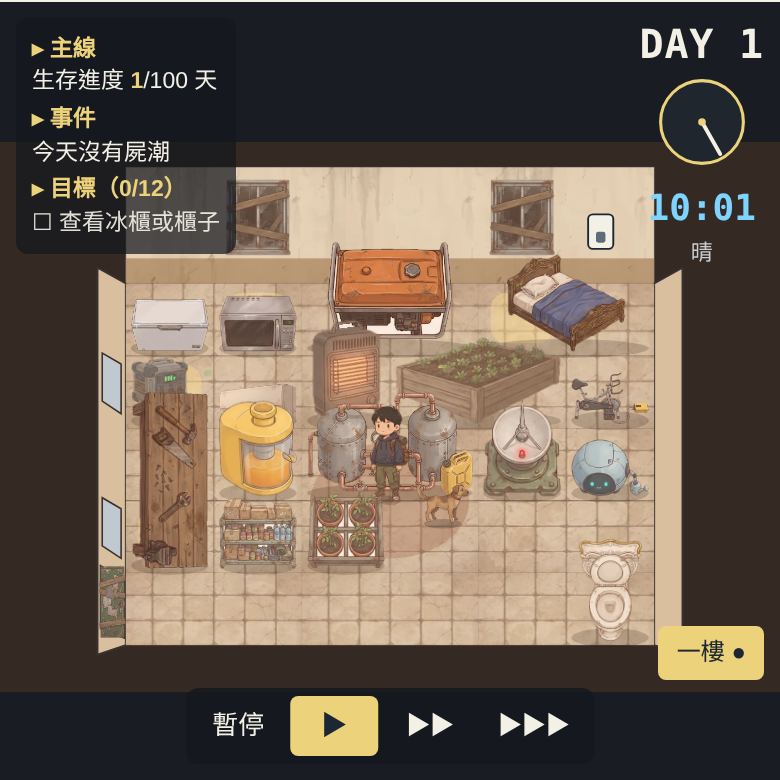 ▸ 主線
生存進度 1/100 天
▸ 事件
今天沒有屍潮
▸ 目標（0/12）
☐ 查看冰櫃或櫃子
DAY 1
10:01
晴
一樓 ●
暫停